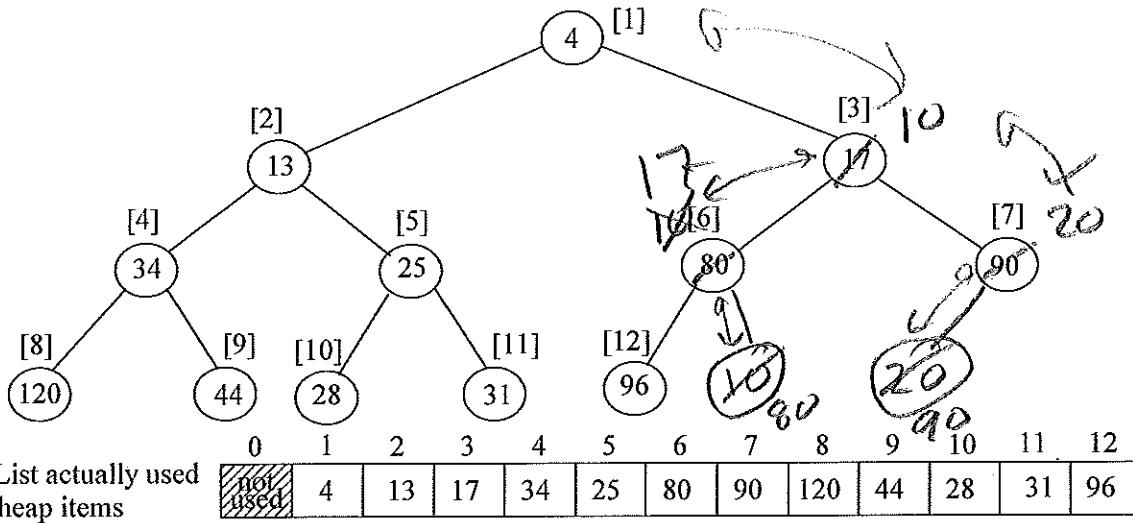 [1]
4
[2] [3] 10
13 17
17
10
[4] [5] [6] [7] 20
34 25 80 90
[8] [9] [10] [11] [12]
120 44 28 31 96 10 20
80 90
0 1 2 3 4 5 6 7 8 9 10 11 12
List actually used
heap items
not used 4 13 17 34 25 80 90 120 44 28 31 96